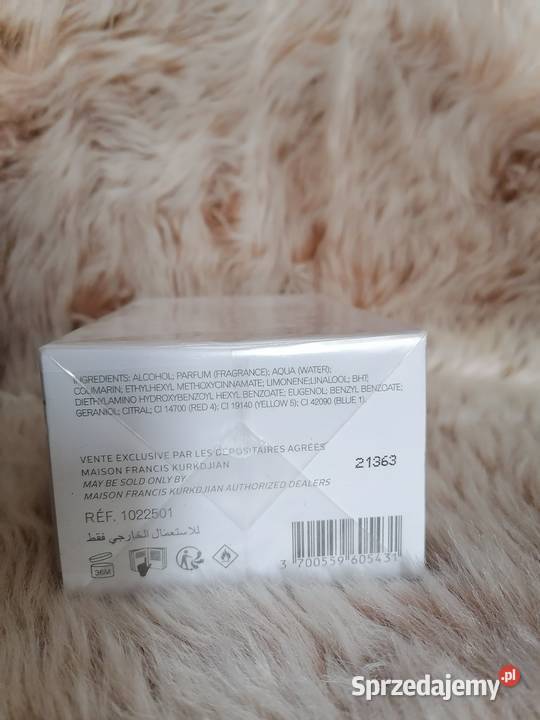 INGREDIENTS: ALCOHOL; PARFUM (FRAGRANCE); AQUA (WATER);
COUMARIN; ETHYLHEXYL METHOXYCINNAMATE; LIMONENE;LINALOOL; BHT;
DIETHYLAMINO HYDROXYBENZOYL HEXYL BENZOATE; EUGENOL; BENZYL BENZOATE;
GERANIOL; CITRAL; CI 14700 (RED 4); CI 19140 (YELLOW 5); CI 42090 (BLUE 1)
VENTE EXCLUSIVE PAR LES DÉPOSITAIRES AGRÉÉS
MAISON FRANCIS KURKDJIAN
21363
MAY BE SOLD ONLY BY
MAISON FRANCIS KURKDJIAN AUTHORIZED DEALERS
RÉF. 1022501
للاستعمال الخارجي فقط
36M
3 700559 605431
Sprzedajemy.pl